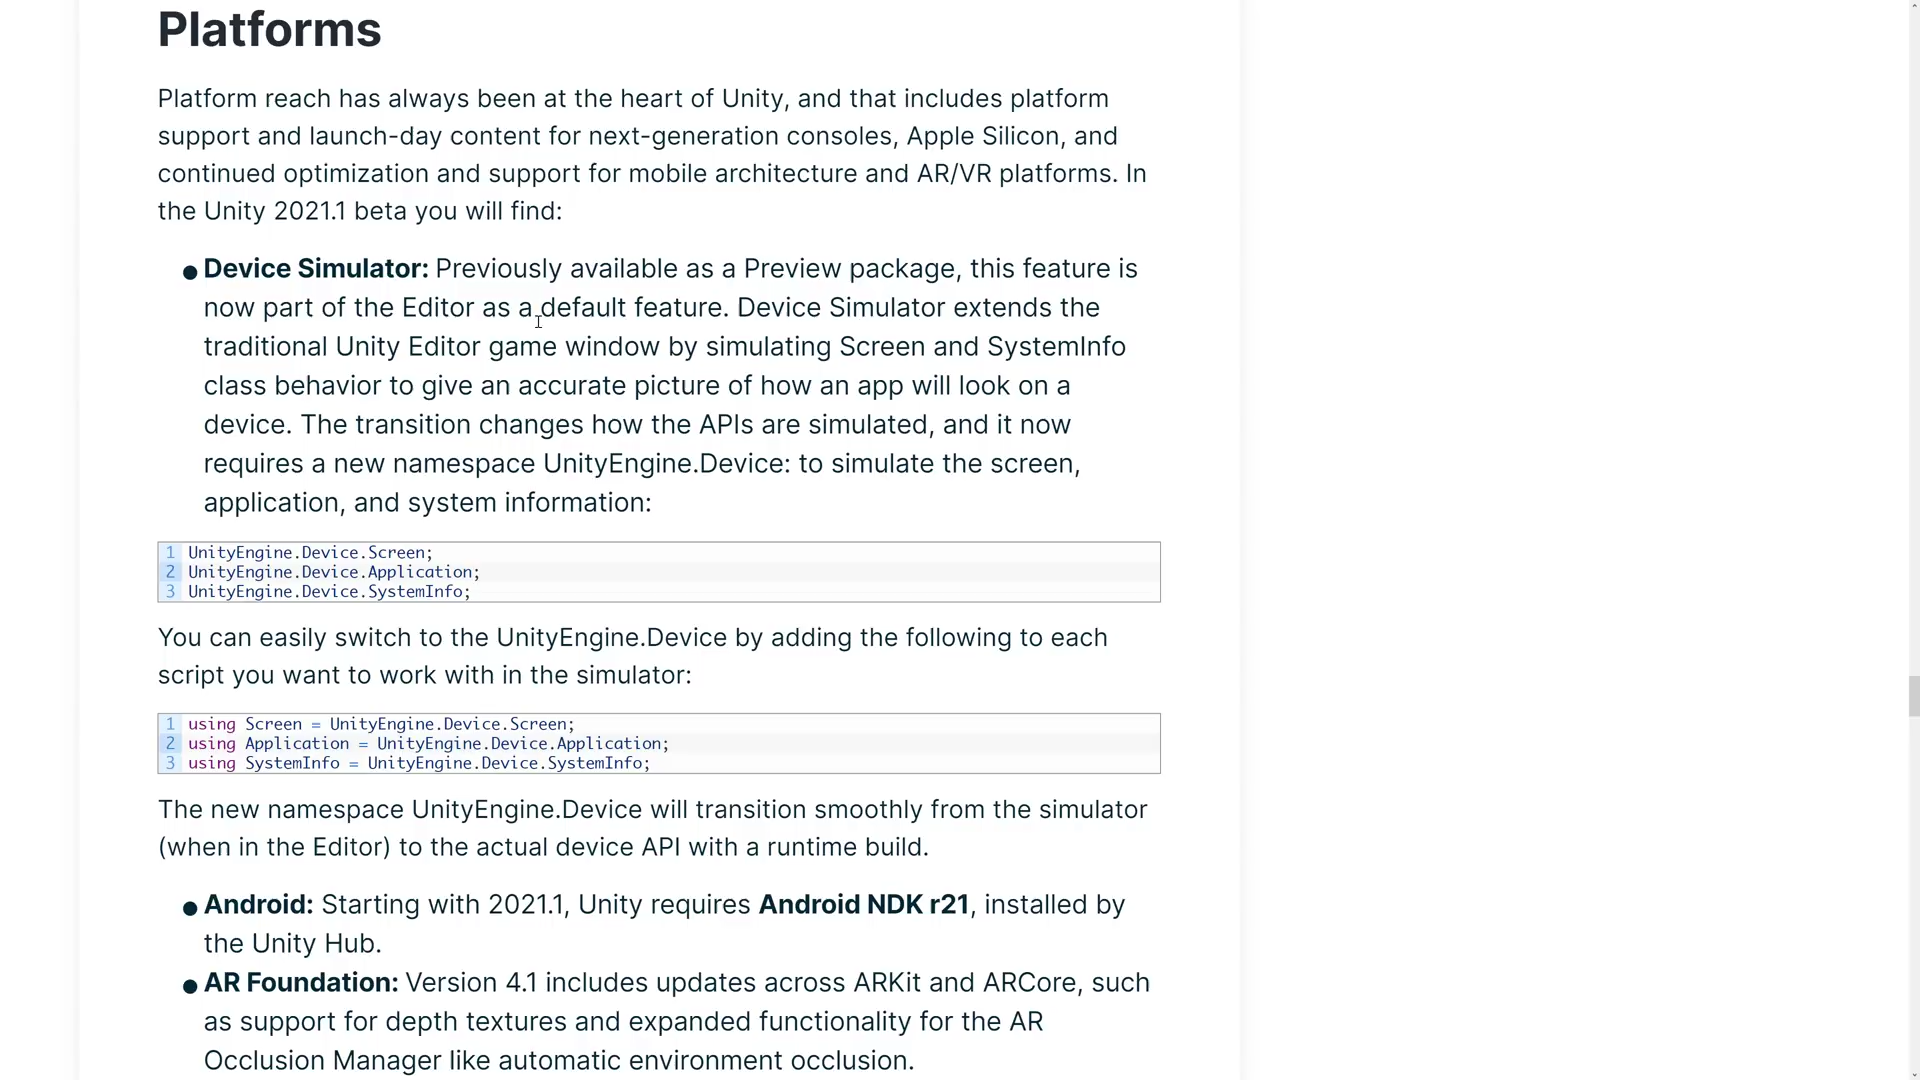 Platforms
Platform reach has always been at the heart of Unity, and that includes platform
support and launch-day content for next-generation consoles, Apple Silicon, and
continued optimization and support for mobile architecture and AR/VR platforms. In
the Unity 2021.1 beta you will find:
● Device Simulator: Previously available as a Preview package, this feature is
now part of the Editor as a default feature. Device Simulator extends the
traditional Unity Editor game window by simulating Screen and SystemInfo
class behavior to give an accurate picture of how an app will look on a
device. The transition changes how the APIs are simulated, and it now
requires a new namespace UnityEngine.Device: to simulate the screen,
application, and system information:
1 UnityEngine.Device.Screen;
2 UnityEngine.Device.Application;
3 UnityEngine.Device.SystemInfo;
You can easily switch to the UnityEngine.Device by adding the following to each
script you want to work with in the simulator:
1 using Screen = UnityEngine.Device.Screen;
2 using Application = UnityEngine.Device.Application;
3 using SystemInfo = UnityEngine.Device.SystemInfo;
The new namespace UnityEngine.Device will transition smoothly from the simulator
(when in the Editor) to the actual device API with a runtime build.
● Android: Starting with 2021.1, Unity requires Android NDK r21, installed by
the Unity Hub.
● AR Foundation: Version 4.1 includes updates across ARKit and ARCore, such
as support for depth textures and expanded functionality for the AR
Occlusion Manager like automatic environment occlusion.